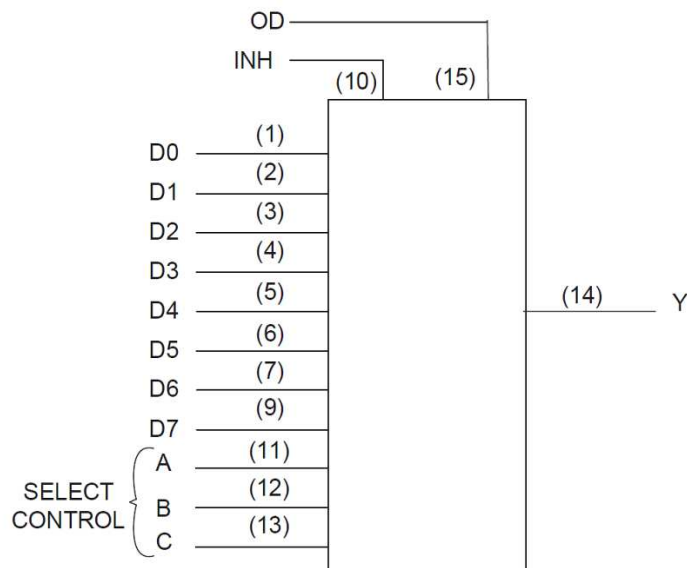 OD
INH
(10) (15)
D0 (1)
D1 (2)
D2 (3)
D3 (4)
D4 (5)
(14) Y
D5 (6)
D6 (7)
D7 (9)
A (11)
B (12)
C (13)
SELECT
CONTROL